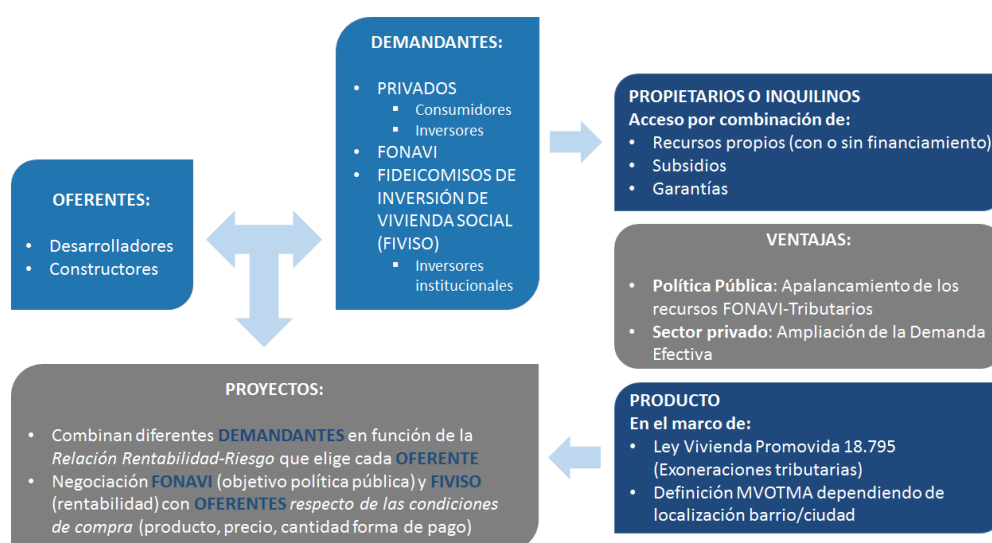 OFERENTES:
• Desarrolladores
• Constructores
DEMANDANTES:
• PRIVADOS
▪ Consumidores
▪ Inversores
• FONAVI
• FIDEICOMISOS DE
INVERSIÓN DE
VIVIENDA SOCIAL
(FIVISO)
▪ Inversores
institucionales
PROPIETARIOS O INQUILINOS
Acceso por combinación de:
• Recursos propios (con o sin financiamiento)
• Subsidios
• Garantías
VENTAJAS:
• Política Pública: Apalancamiento de los
recursos FONAVI-Tributarios
• Sector privado: Ampliación de la Demanda
Efectiva
PRODUCTO
En el marco de:
• Ley Vivienda Promovida 18.795
(Exoneraciones tributarias)
• Definición MVOTMA dependiendo de
localización barrio/ciudad
PROYECTOS:
• Combinan diferentes DEMANDANTES en función de la
Relación Rentabilidad-Riesgo que elige cada OFERENTE
• Negociación FONAVI (objetivo política pública) y FIVISO
(rentabilidad) con OFERENTES respecto de las condiciones
de compra (producto, precio, cantidad forma de pago)